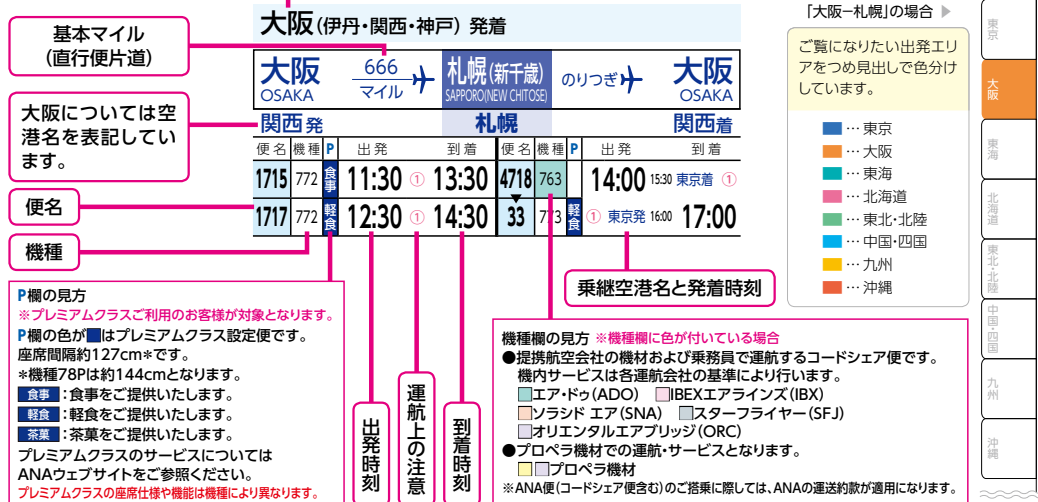 基本マイル
(直行便片道)
大阪(伊丹・関西・神戸) 発着
大阪
OSAKA
666
マイル
札幌(新千歳)
SAPPORO(NEW CHITOSE)
のりつぎ
大阪
OSAKA
大阪については空
港名を表記してい
ます。
関西発 札幌 関西着
便名 機種 P 出発 到着 便名 機種 P 出発 到着
1715 772 食事 11:30 ① 13:30 4718 763 14:00 15:30 東京着 ①
1717 772 軽食 12:30 ① 14:30 33 773 軽食 ① 東京発 16:00 17:00
便名
機種
乗継空港名と発着時刻
P欄の見方
※プレミアムクラスご利用のお客様が対象となります。
P欄の色が■はプレミアムクラス設定便です。
座席間隔約127cm*です。
*機種78Pは約144cmとなります。
食事:食事をご提供いたします。
軽食:軽食をご提供いたします。
茶菓:茶菓をご提供いたします。
プレミアムクラスのサービスについては
ANAウェブサイトをご参照ください。
プレミアムクラスの座席仕様や機能は機種により異なります。
出発時刻
運航上の注意
到着時刻
機種欄の見方 ※機種欄に色が付いている場合
●提携航空会社の機材および乗務員で運航するコードシェア便です。
機内サービスは各運航会社の基準により行います。
□エア・ドゥ(ADO) □IBEXエアラインズ(IBX)
□ソラシド エア(SNA) □スターフライヤー(SFJ)
□オリエンタルエアブリッジ(ORC)
●プロペラ機材での運航・サービスとなります。
□□プロペラ機材
※ANA便(コードシェア便含む)のご搭乗に際しては、ANAの運送約款が適用になります。
「大阪−札幌」の場合 ▶
ご覧になりたい出発エリ
アをつめ見出しで色分け
しています。
■…東京
■…大阪
■…東海
■…北海道
■…東北・北陸
■…中国・四国
■…九州
■…沖縄
東京
大阪
東海
北海道
東北・北陸
中国・四国
九州
沖縄